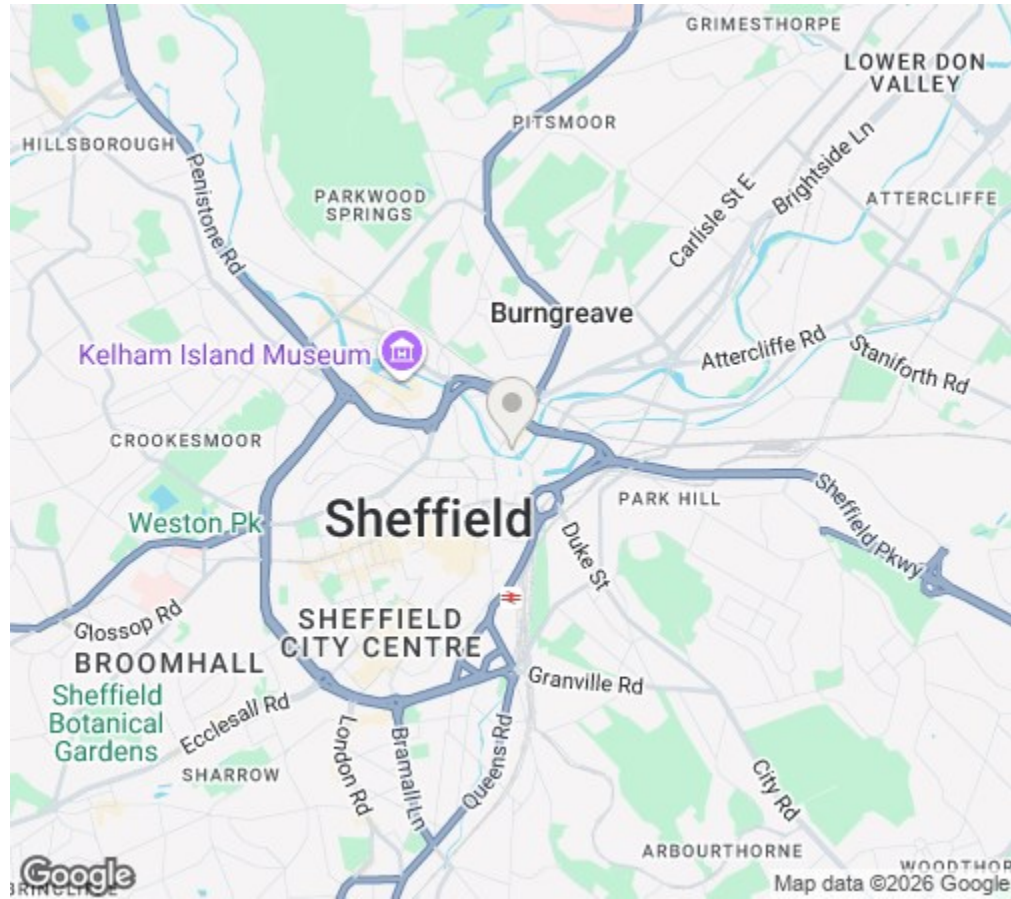 GRIMESTHORPE
LOWER DON
VALLEY
HILLSBOROUGH
PITSMOOR
Brightside Ln
Penistone Rd
PARKWOOD
SPRINGS
Carlisle St E
ATTERCLIFFE
Burngreave
Kelham Island Museum
Attercliffe Rd
Staniforth Rd
CROOKESMOOR
Sheffield
PARK HILL
Weston Pk
Duke St
Sheffield Pkwy
Glossop Rd
SHEFFIELD
CITY CENTRE
BROOMHALL
Granville Rd
Sheffield
Botanical
Gardens
Ecclesall Rd
London Rd
Bramall Ln
Queens Rd
SHARROW
City Rd
ARBOURTHORNE
WOODTHOR
Google
Map data ©2026 Google